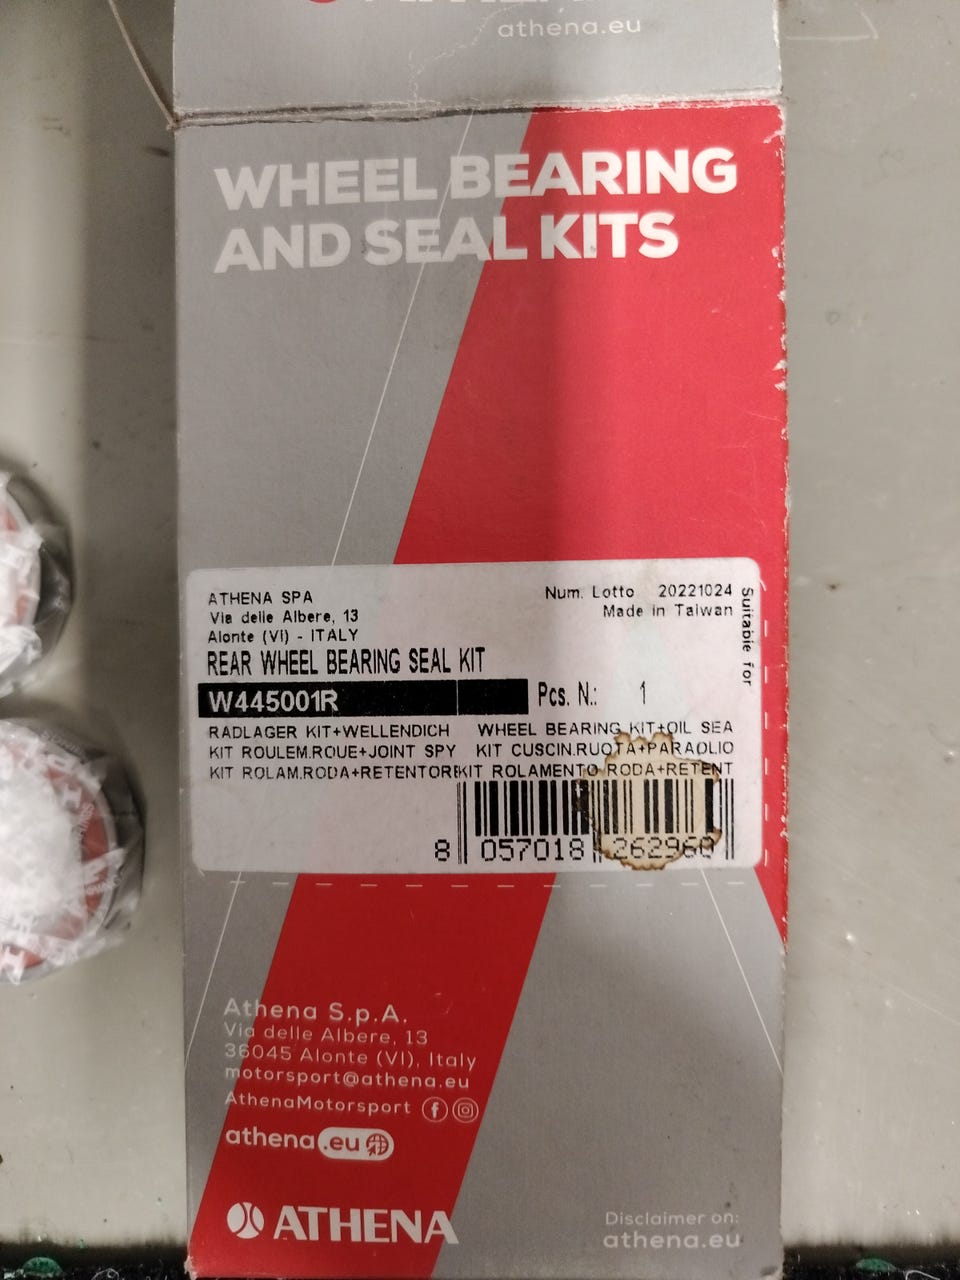 athena.eu
WHEEL BEARING
AND SEAL KITS
ATHENA SPA
Via delle Albere, 13
Alonte (VI) - ITALY
Num. Lotto 20221024
Made in Taiwan
Suitable for
REAR WHEEL BEARING SEAL KIT
W445001R
Pcs. N.: 1
RADLAGER KIT+WELLENDICH WHEEL BEARING KIT+OIL SEA
KIT ROULEM.ROUE+JOINT SPY KIT CUSCIN.RUOTA+PARAOLIO
KIT ROLAM.RODA+RETENTOR KIT ROLAMENTO RODA+RETENT
8 057018 262960
Athena S.p.A.
Via delle Albere, 13
36045 Alonte (VI), Italy
motorsport@athena.eu
AthenaMotorsport
athena.eu
ATHENA
Disclaimer on:
athena.eu